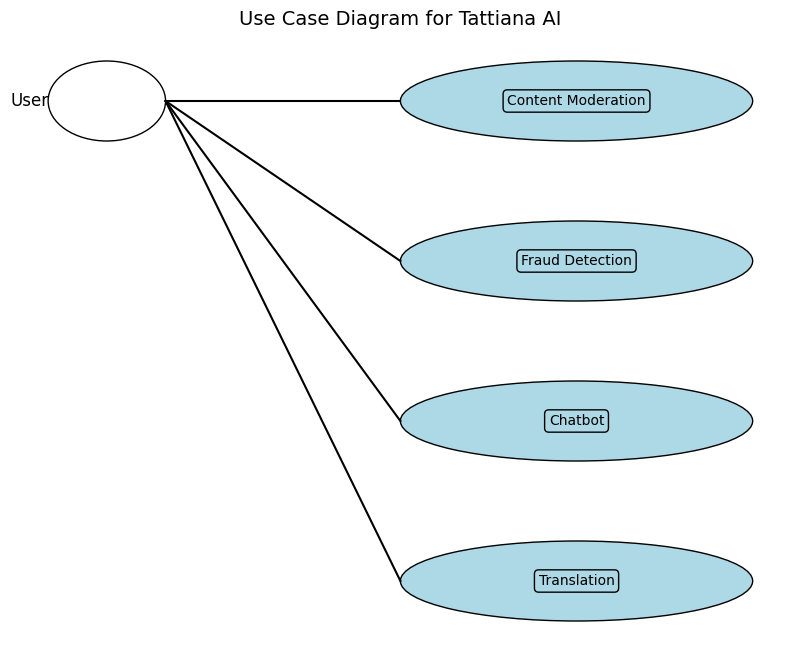 Use Case Diagram for Tattiana AI
User
Content Moderation
Fraud Detection
Chatbot
Translation